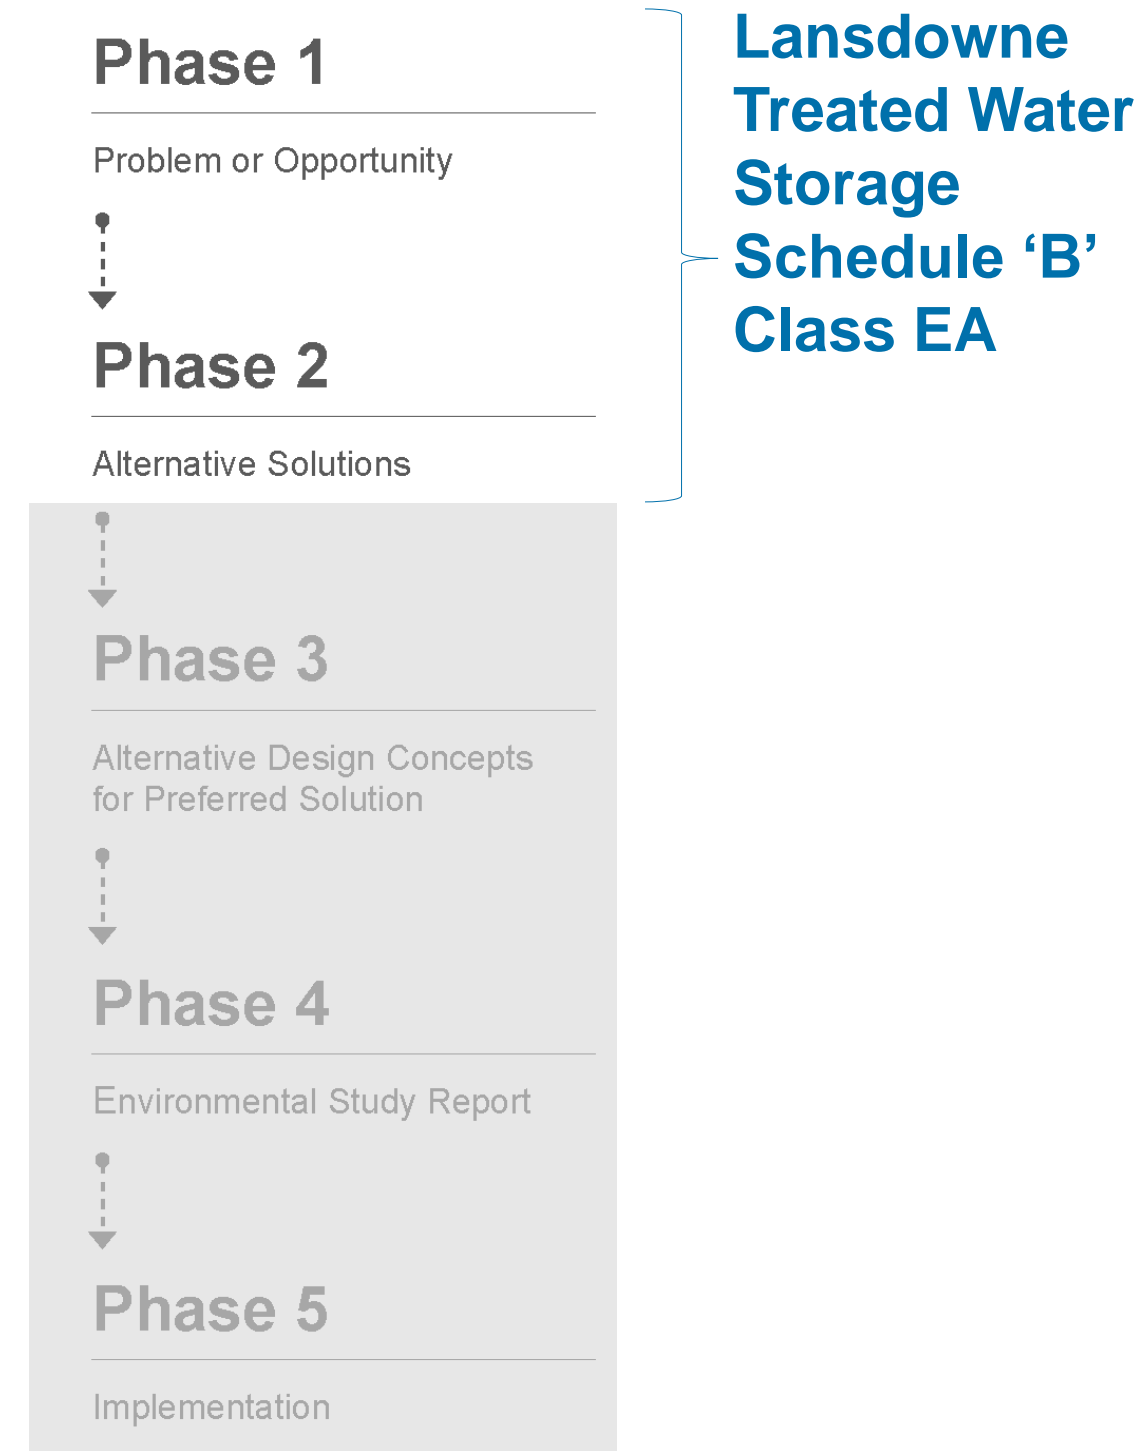 Phase 1
Problem or Opportunity
Phase 2
Alternative Solutions
Phase 3
Alternative Design Concepts
for Preferred Solution
Phase 4
Environmental Study Report
Phase 5
Implementation
Lansdowne
Treated Water
Storage
Schedule ‘B’
Class EA